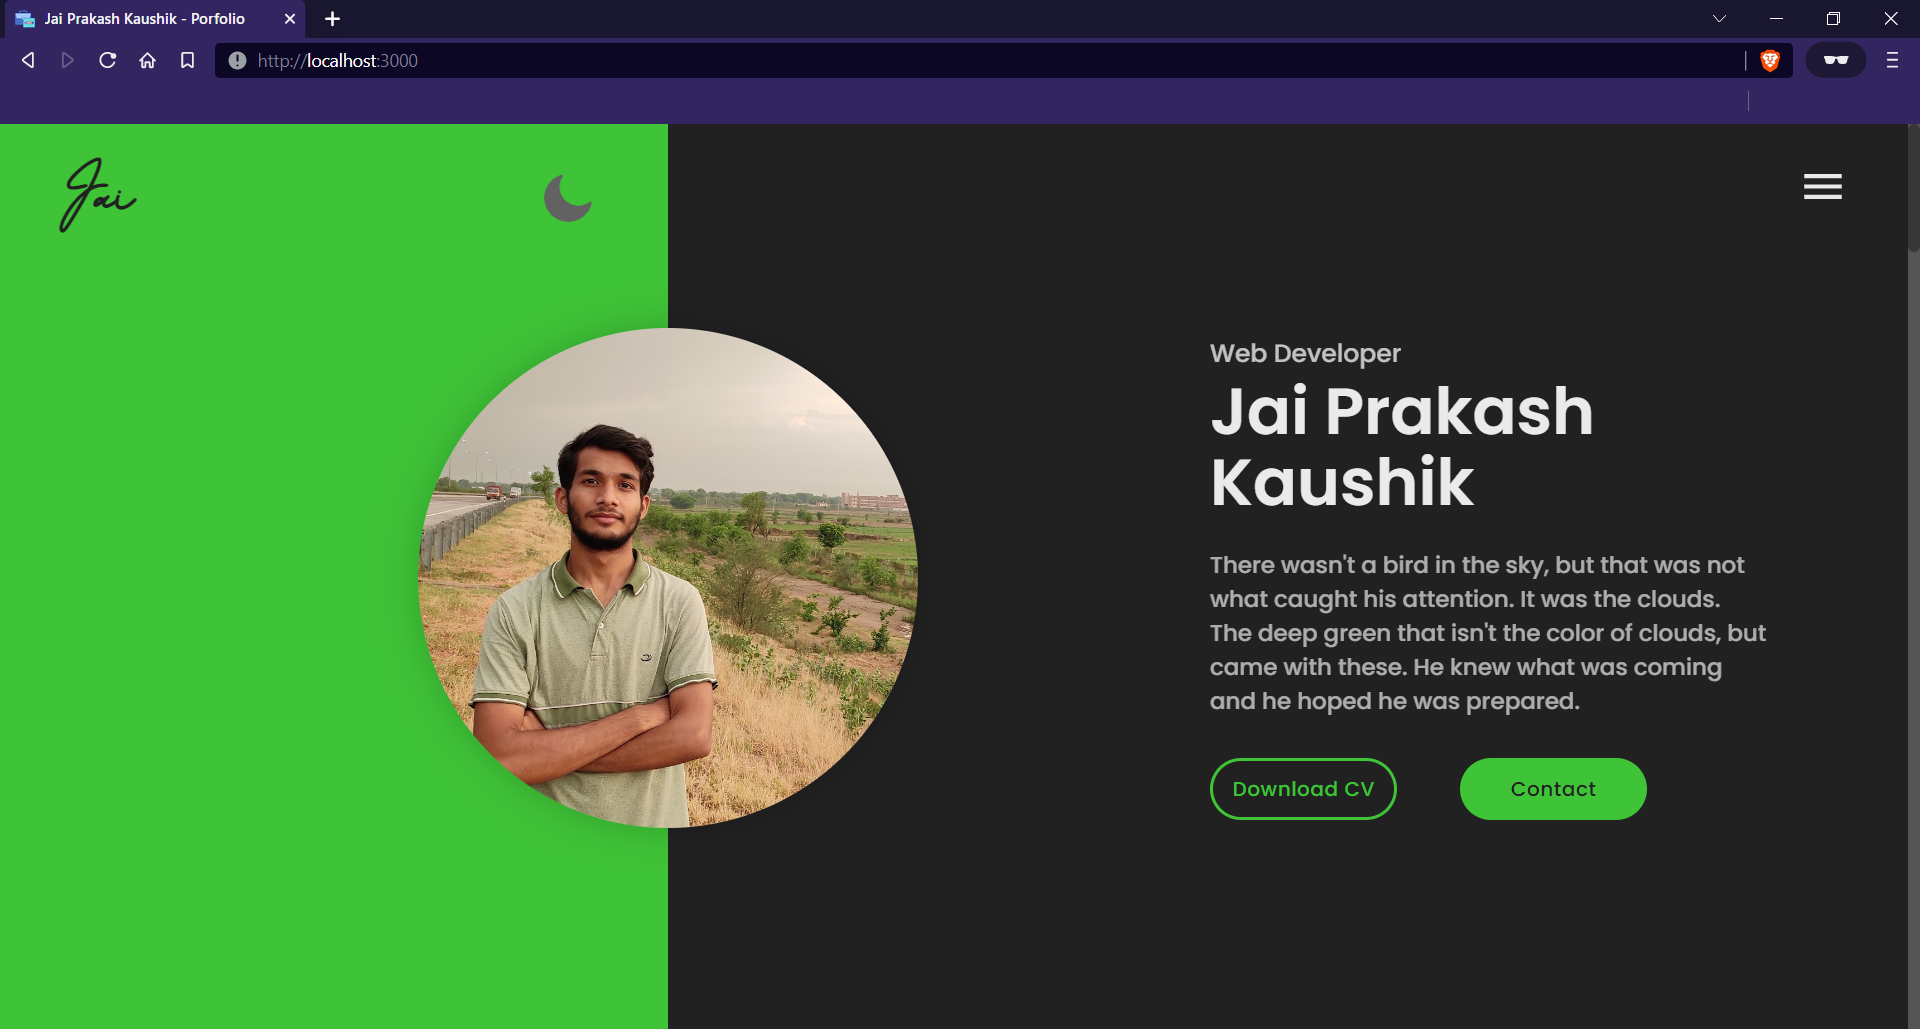 Jai Prakash Kaushik - Porfolio
http://localhost:3000
Jai
Web Developer
Jai Prakash
Kaushik
There wasn't a bird in the sky, but that was not
what caught his attention. It was the clouds.
The deep green that isn't the color of clouds, but
came with these. He knew what was coming
and he hoped he was prepared.
Download CV
Contact